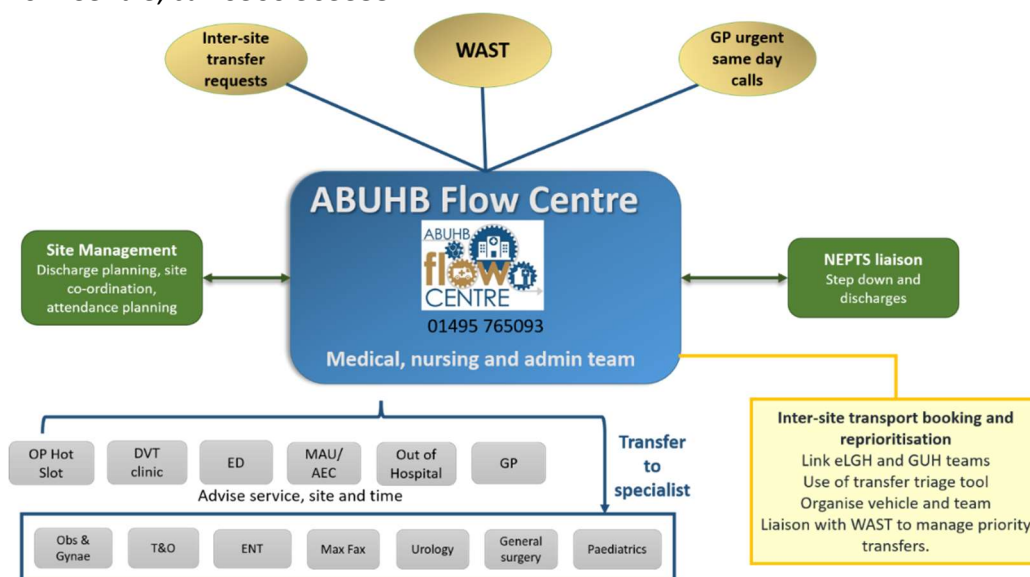 Inter-site
transfer
requests
WAST
GP urgent
same day
calls
ABUHB Flow Centre
ABUHB
flow
CENTRE
01495 765093
Medical, nursing and admin team
Site Management
Discharge planning, site
co-ordination,
attendance planning
NEPTS liaison
Step down and
discharges
OP Hot
Slot
DVT
clinic
ED
MAU/
AEC
Out of
Hospital
GP
Advise service, site and time
Transfer
to
specialist
Obs &
Gynae
T&O
ENT
Max Fax
Urology
General
surgery
Paediatrics
Inter-site transport booking and
reprioritisation
Link eLGH and GUH teams
Use of transfer triage tool
Organise vehicle and team
Liaison with WAST to manage priority
transfers.